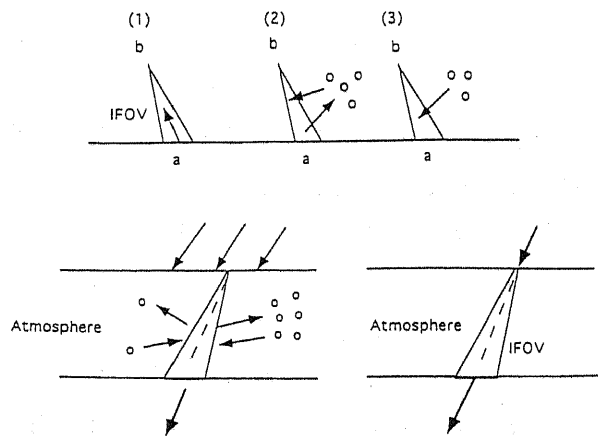 (1) (2) (3)
b b b
IFOV
a a a
Atmosphere
Atmosphere
IFOV